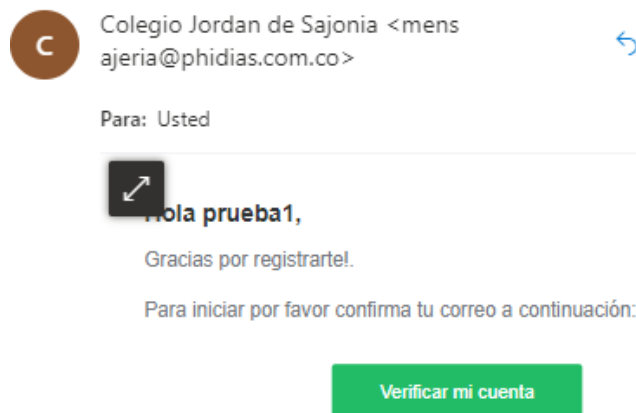 C
Colegio Jordan de Sajonia <mens
ajeria@phidias.com.co>
Para: Usted
Hola prueba1,
Gracias por registrarte!.
Para iniciar por favor confirma tu correo a continuación:
Verificar mi cuenta